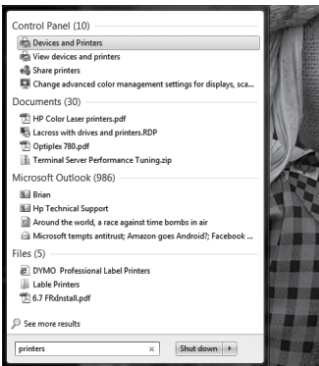 Control Panel (10)
Devices and Printers
View devices and printers
Share printers
Change advanced color management settings for displays, sca...
Documents (30)
HP Color Laser printers.pdf
Lacross with drives and printers.RDP
Optiplex 780.pdf
Terminal Server Performance Tuning.zip
Microsoft Outlook (986)
Brian
Hp Technical Support
Around the world, a race against time bombs in air
Microsoft tempts antitrust; Amazon goes Android?; Facebook ...
Files (5)
DYMO Professional Label Printers
Lable Printers
6.7 FRxInstall.pdf
See more results
printers
Shut down